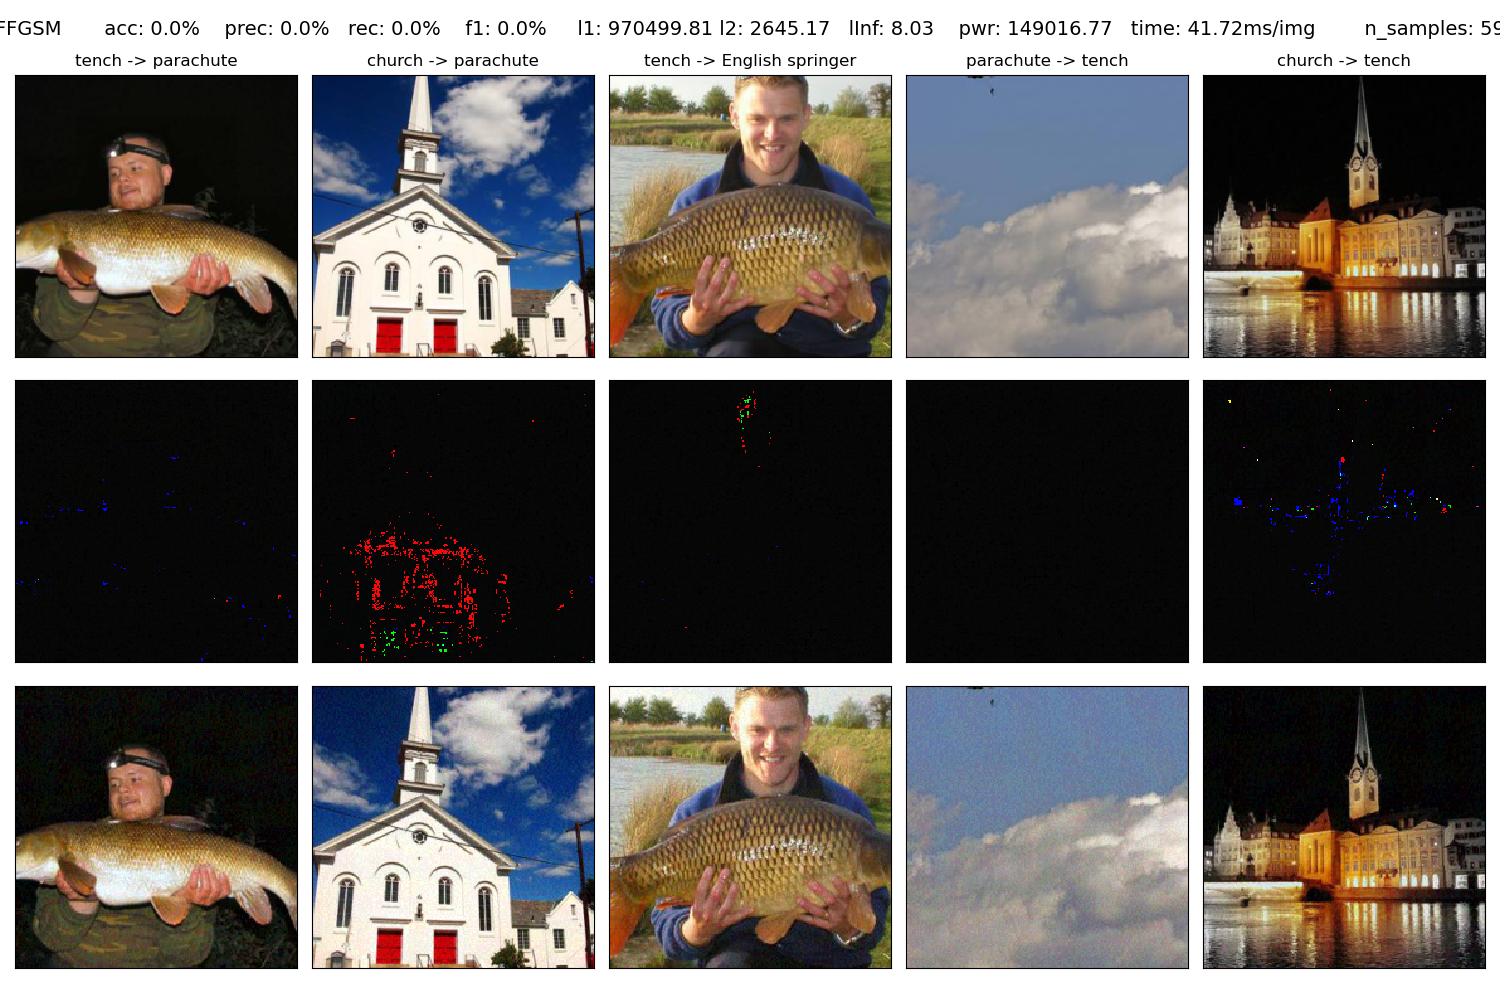 FFGSM acc: 0.0% prec: 0.0% rec: 0.0% f1: 0.0% l1: 970499.81 l2: 2645.17 lInf: 8.03 pwr: 149016.77 time: 41.72ms/img n_samples: 59
tench -> parachute
church -> parachute
tench -> English springer
parachute -> tench
church -> tench